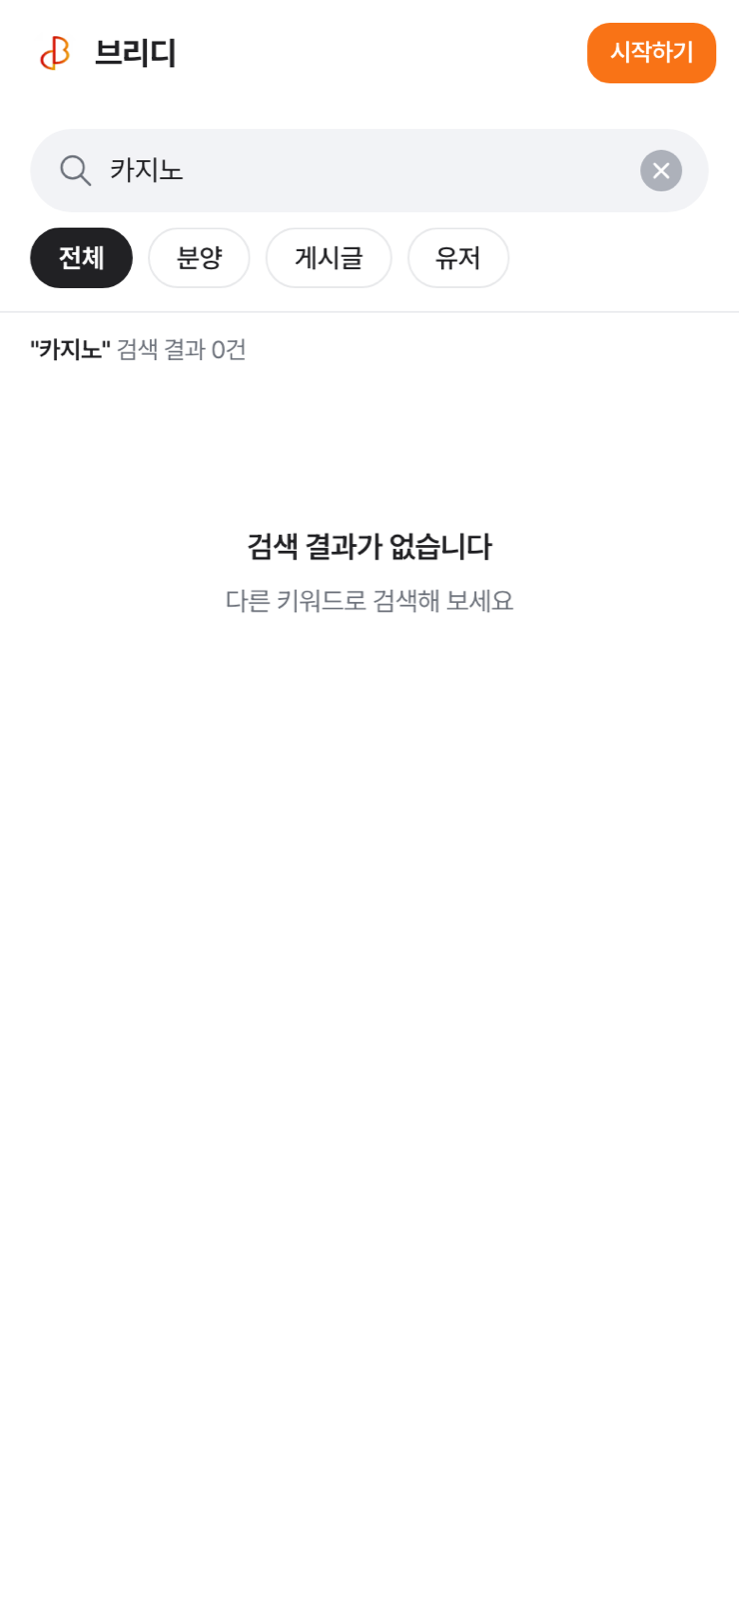 브리디
시작하기
카지노
전체 분양 게시글 유저
"카지노" 검색 결과 0건
검색 결과가 없습니다
다른 키워드로 검색해 보세요